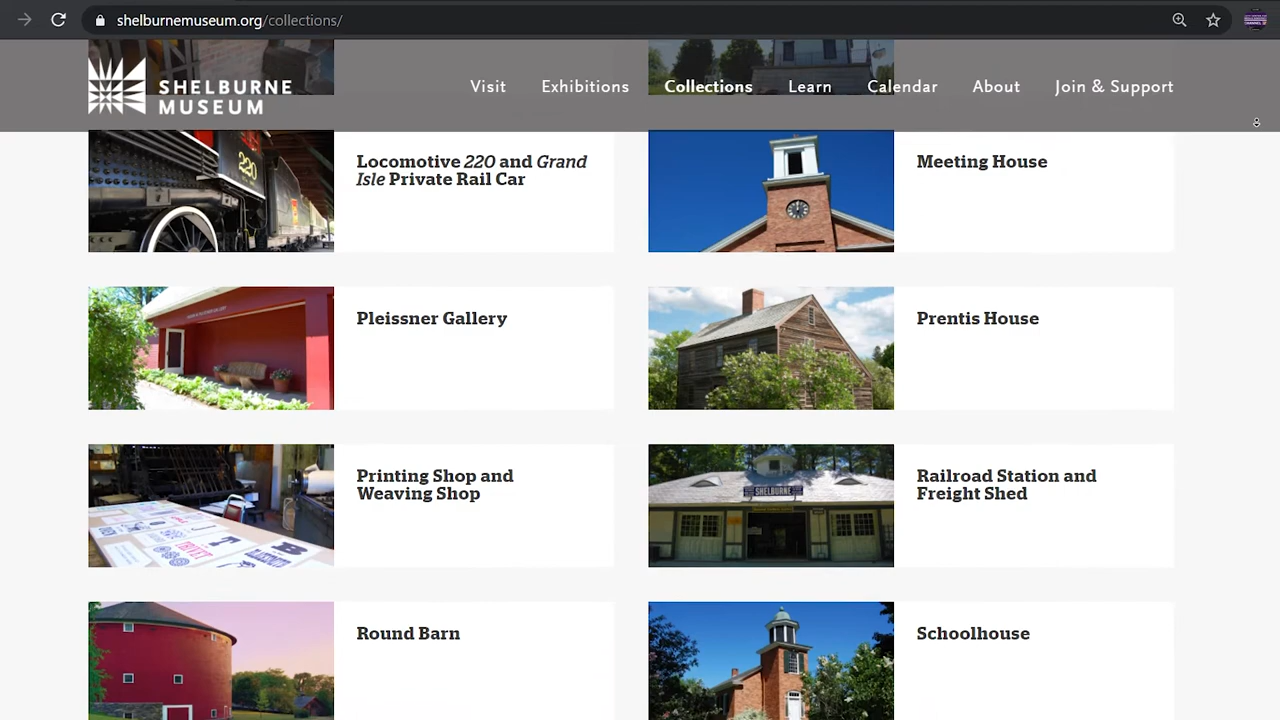 shelburnemuseum.org/collections/
SHELBURNE
MUSEUM
Visit
Exhibitions
Collections
Learn
Calendar
About
Join & Support
220
Locomotive 220 and Grand
Isle Private Rail Car
Meeting House
Pleissner Gallery
Prentis House
Printing Shop and
Weaving Shop
SHELBURNE
Railroad Station and
Freight Shed
Round Barn
Schoolhouse